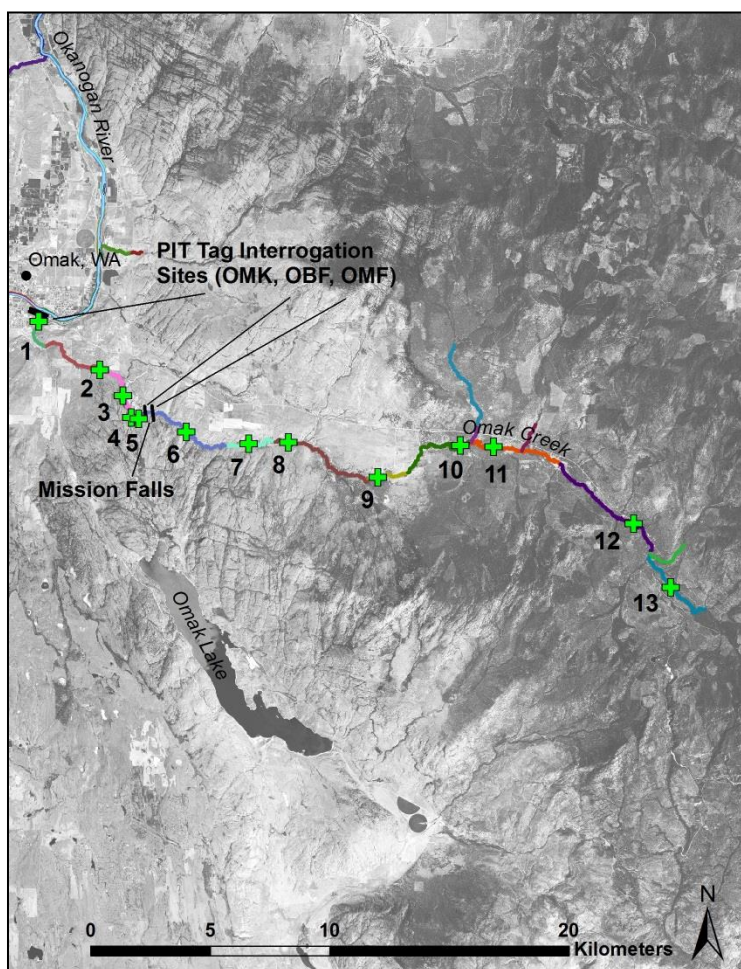 Okanogan River
Omak, WA
PIT Tag Interrogation
Sites (OMK, OBF, OMF)
1
2
3
4
5
6
7
8
9
10
11
12
13
Omak Creek
Mission Falls
Omak Lake
N
0 5 10 20
Kilometers